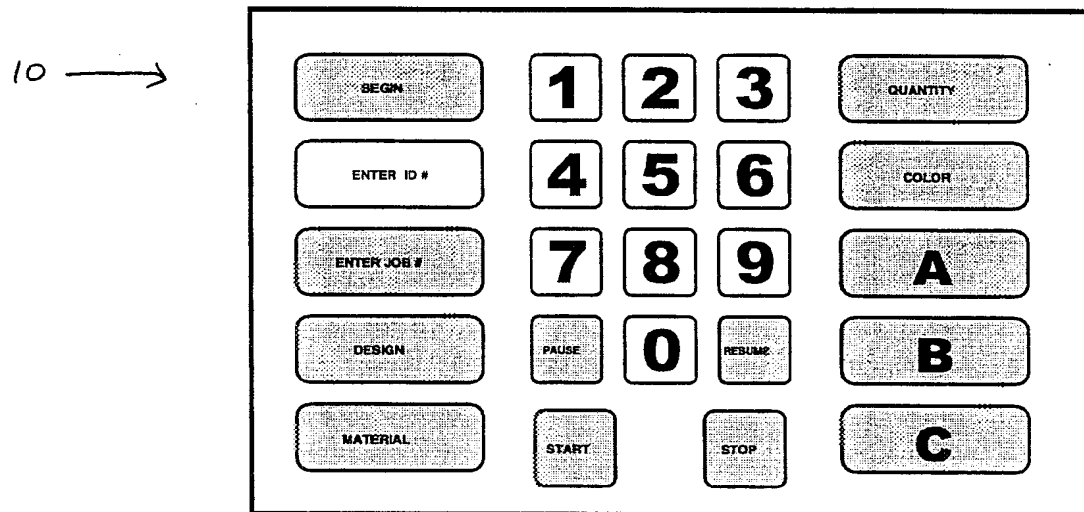 10
BEGIN 1 2 3 QUANTITY
ENTER ID # 4 5 6 COLOR
ENTER JOB # 7 8 9 A
DESIGN PAUSE 0 RESUME B
MATERIAL START STOP C